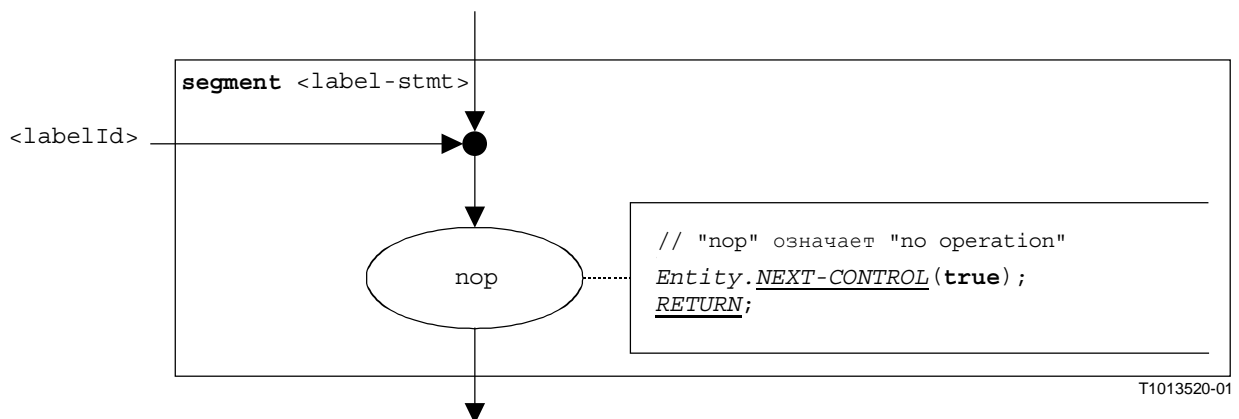 segment <label-stmt>
<labelId>
// "nop" означает "no operation"
nop
Entity.NEXT-CONTROL(true);
RETURN;
T1013520-01